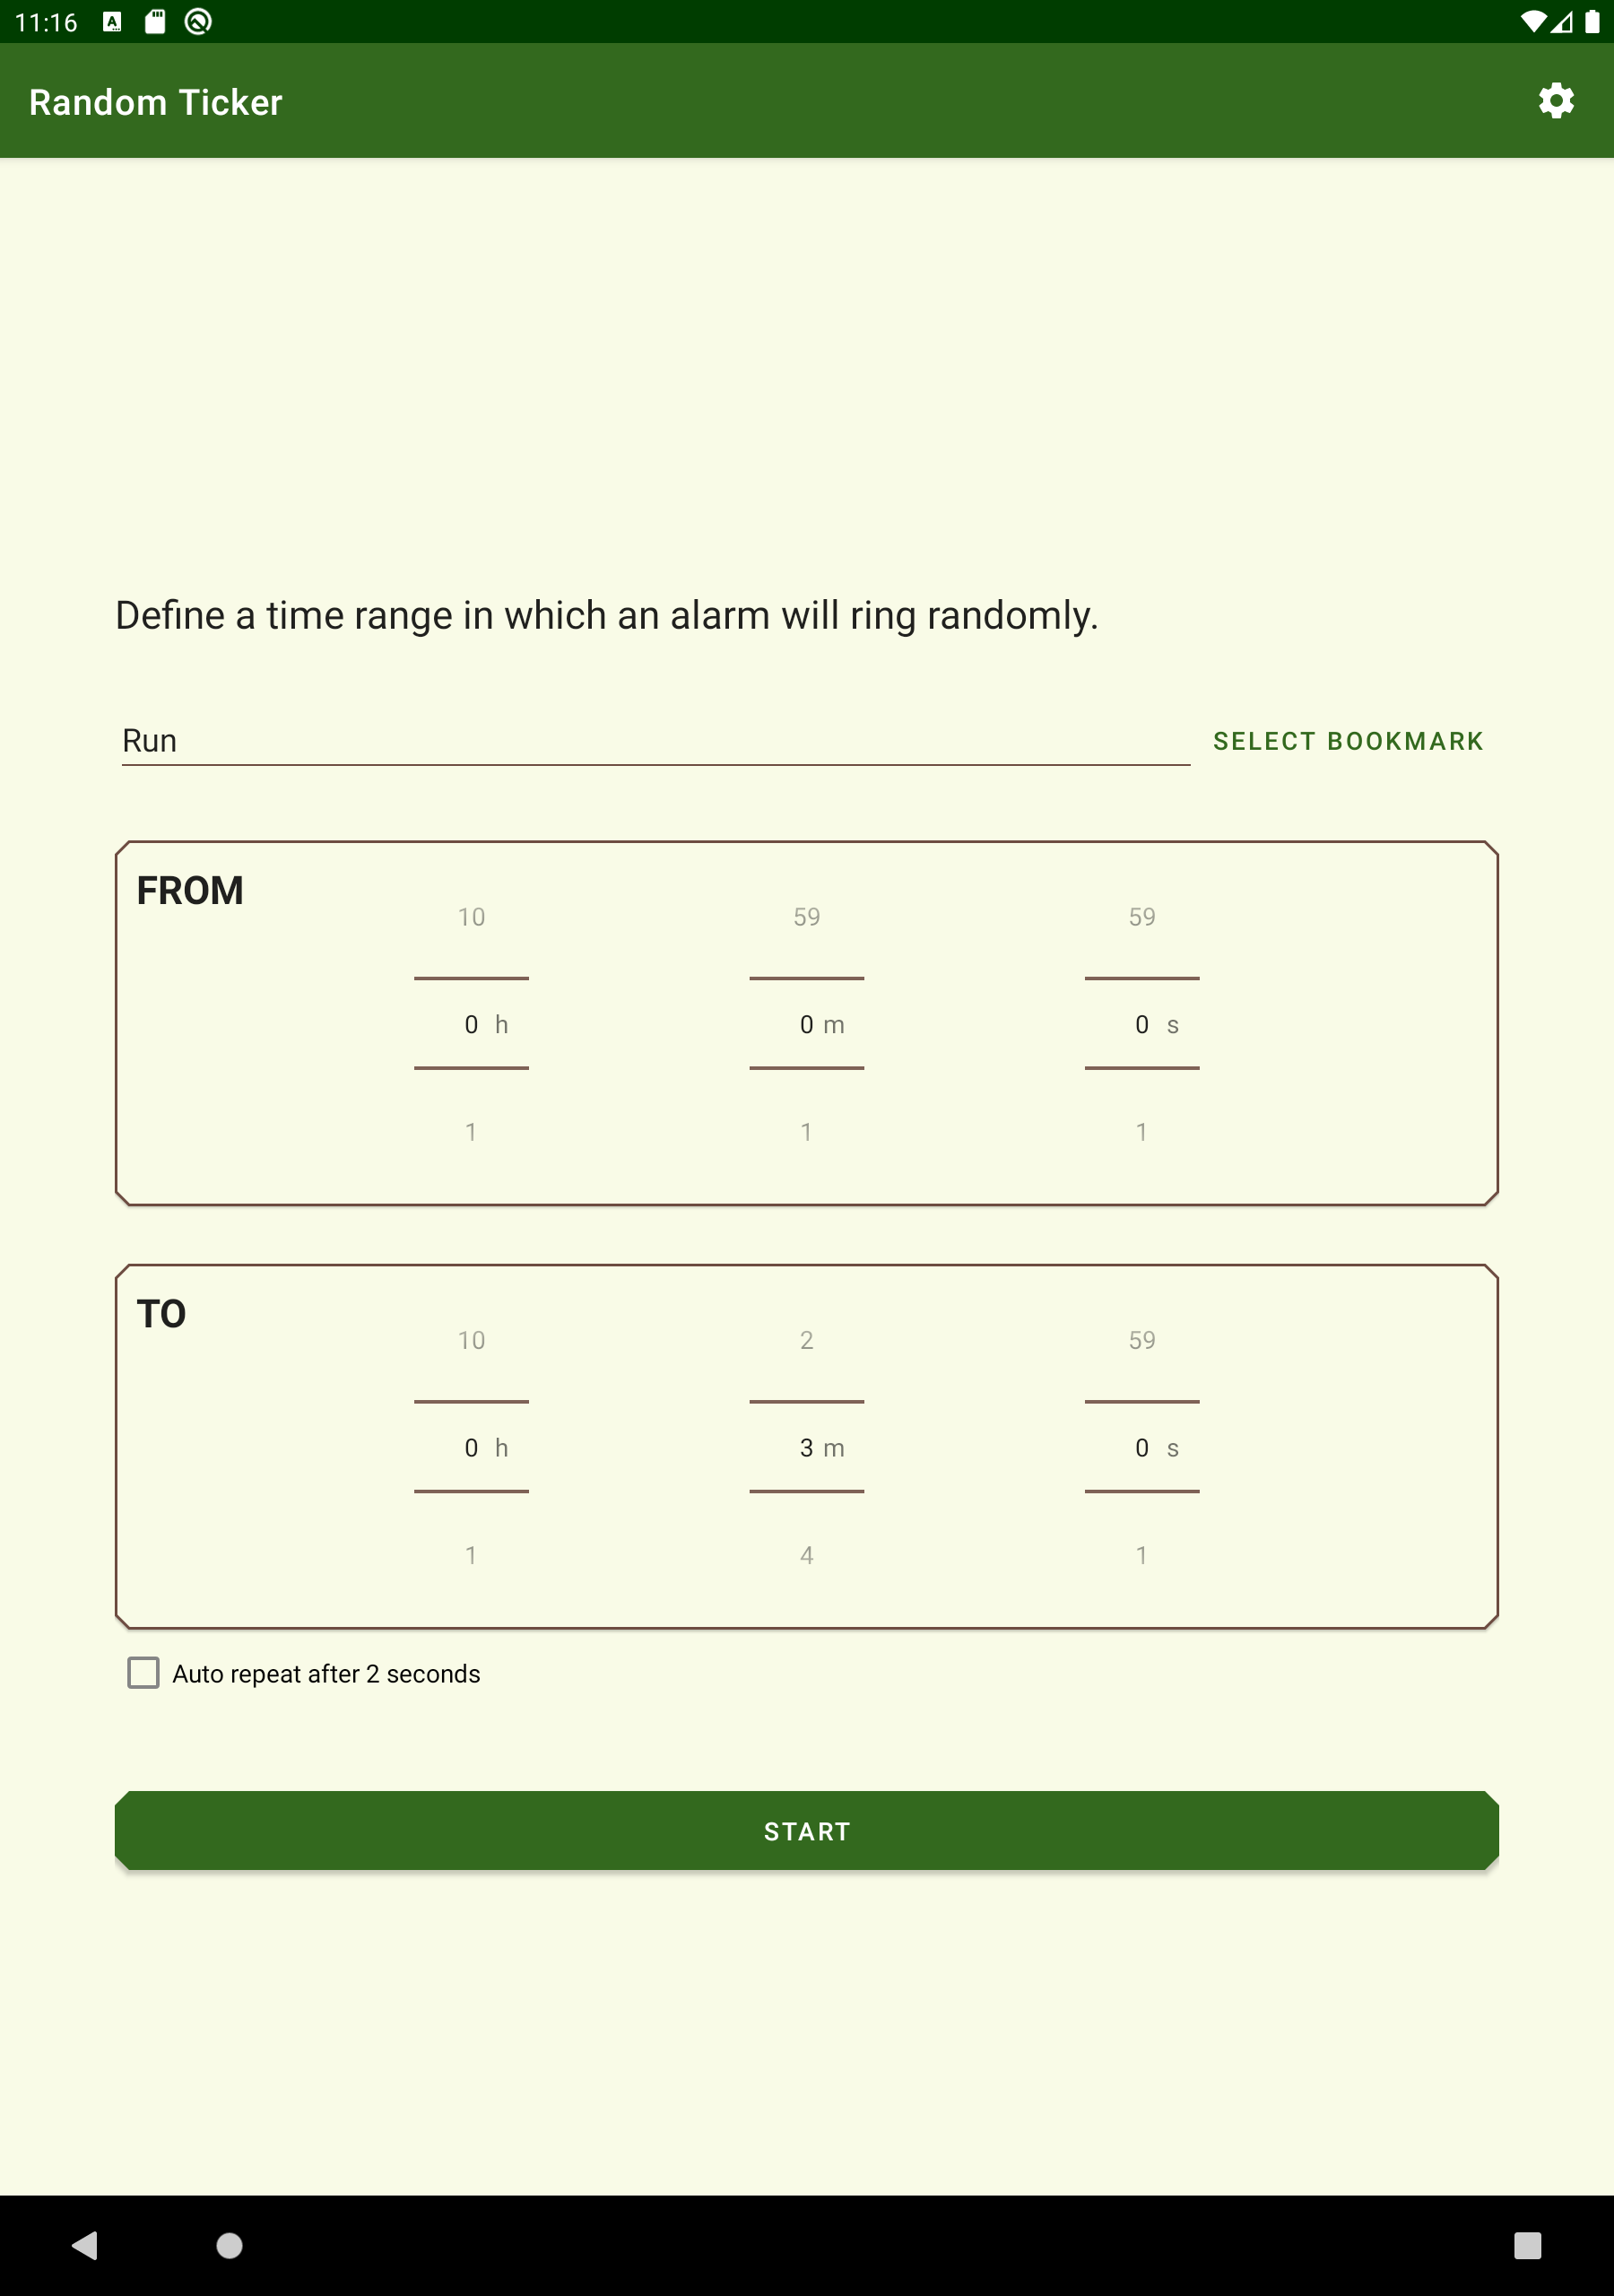 11:16
Random Ticker
Define a time range in which an alarm will ring randomly.
Run SELECT BOOKMARK
FROM
10 59 59
0 h 0 m 0 s
1 1 1
TO
10 2 59
0 h 3 m 0 s
1 4 1
Auto repeat after 2 seconds
START